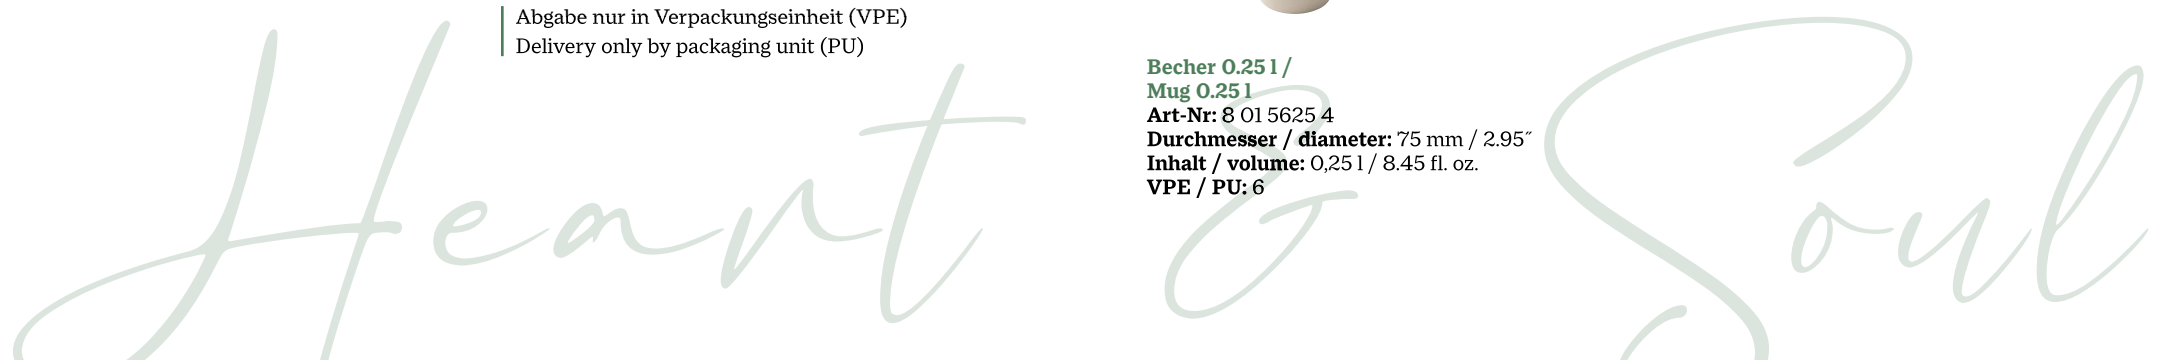 Abgabe nur in Verpackungseinheit (VPE)
Delivery only by packaging unit (PU)
Becher 0.25 l /
Mug 0.25 l
Art-Nr: 8 01 5625 4
Durchmesser / diameter: 75 mm / 2.95″
Inhalt / volume: 0,25 l / 8.45 fl. oz.
VPE / PU: 6
Heart & Soul